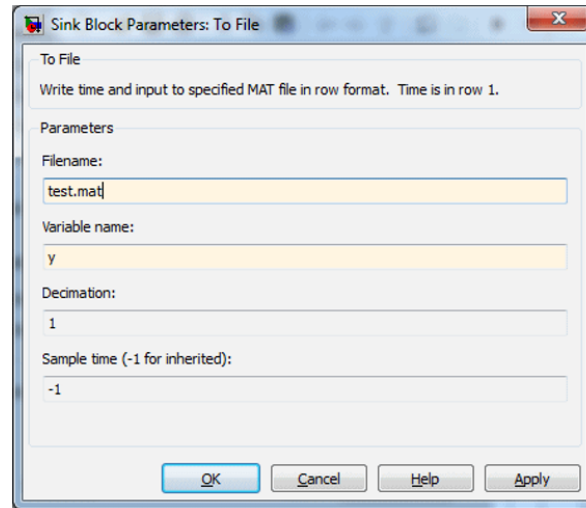 Sink Block Parameters: To File
To File
Write time and input to specified MAT file in row format. Time is in row 1.
Parameters
Filename:
test.mat
Variable name:
y
Decimation:
1
Sample time (-1 for inherited):
-1
OK Cancel Help Apply